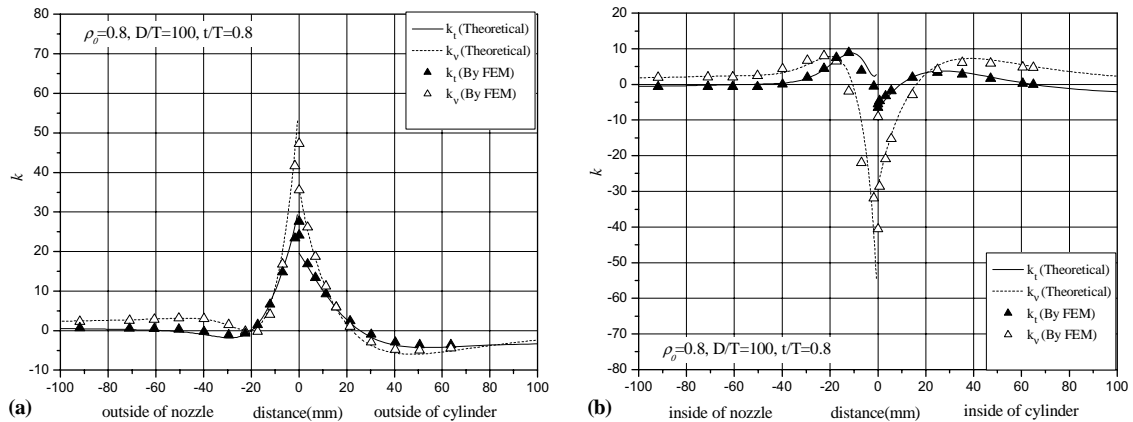 80
70
60
50
40
30
20
10
0
-10
k
ρ0=0.8, D/T=100, t/T=0.8
kt (Theoretical)
kv (Theoretical)
kt (By FEM)
kv (By FEM)
-100 -80 -60 -40 -20 0 20 40 60 80 100
(a) outside of nozzle distance(mm) outside of cylinder
20
10
0
-10
-20
-30
-40
-50
-60
-70
-80
k
kt (Theoretical)
kv (Theoretical)
kt (By FEM)
kv (By FEM)
ρ0=0.8, D/T=100, t/T=0.8
-100 -80 -60 -40 -20 0 20 40 60 80 100
(b) inside of nozzle distance(mm) inside of cylinder